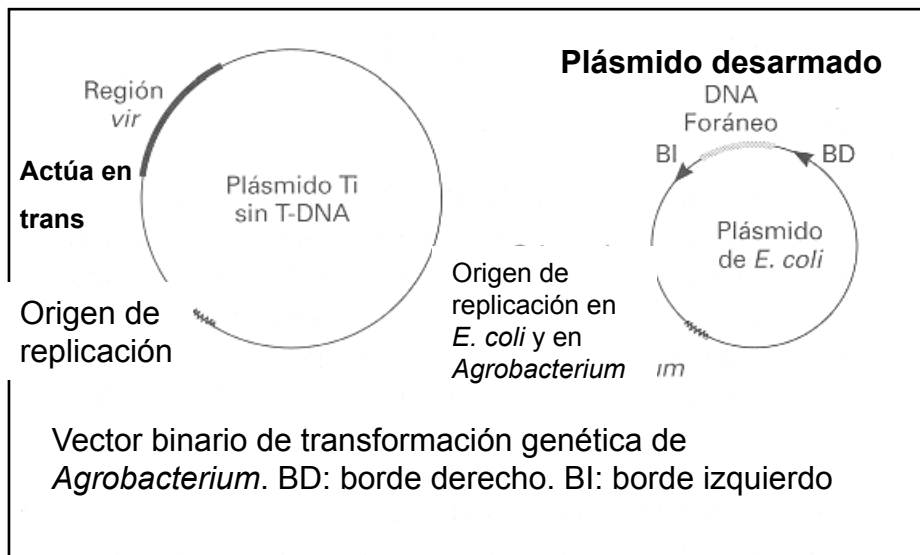 Región
vir
Actúa en
trans
Plásmido Ti
sin T-DNA
Origen de
replicación
Plásmido desarmado
DNA
Foráneo
BI
BD
Plásmido
de E. coli
Origen de
replicación en
E. coli y en
Agrobacterium
Vector binario de transformación genética de
Agrobacterium. BD: borde derecho. BI: borde izquierdo